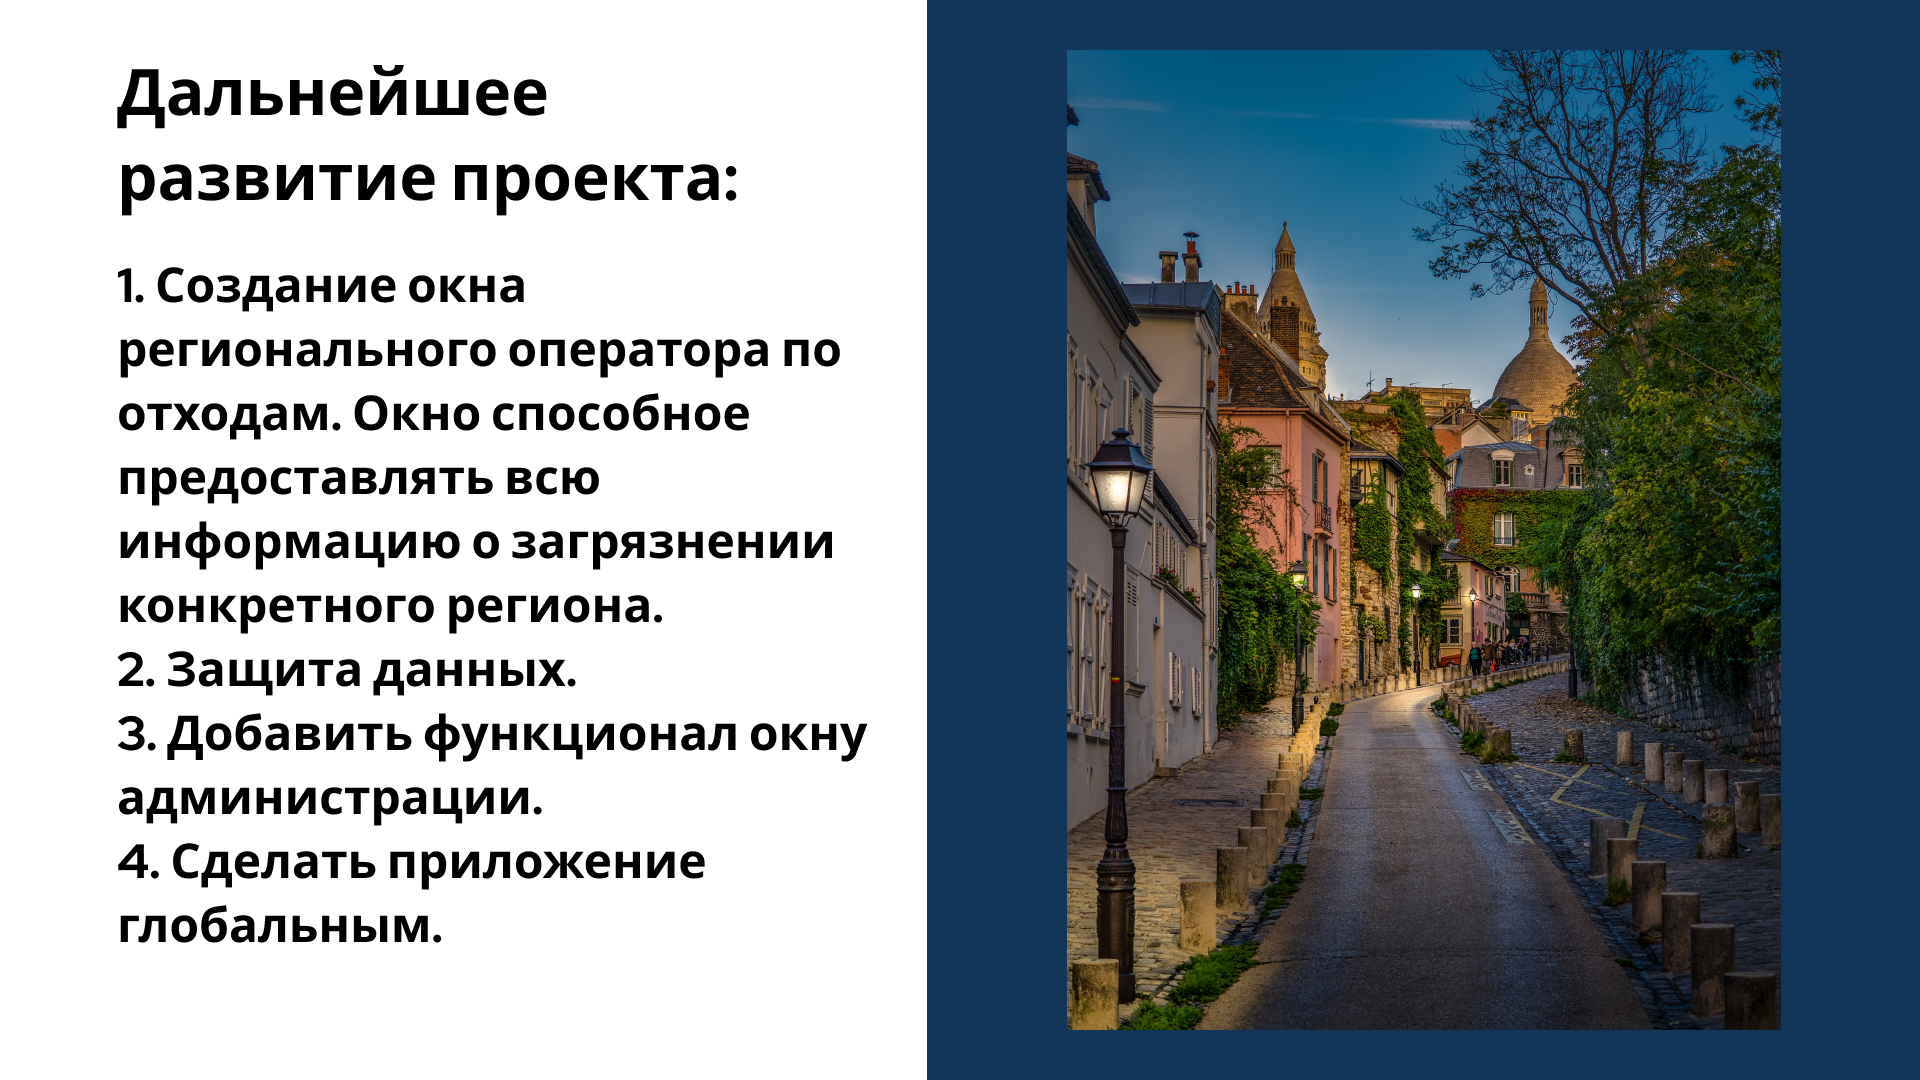 Дальнейшее
развитие проекта:
1. Создание окна
регионального оператора по
отходам. Окно способное
предоставлять всю
информацию о загрязнении
конкретного региона.
2. Защита данных.
3. Добавить функционал окну
администрации.
4. Сделать приложение
глобальным.